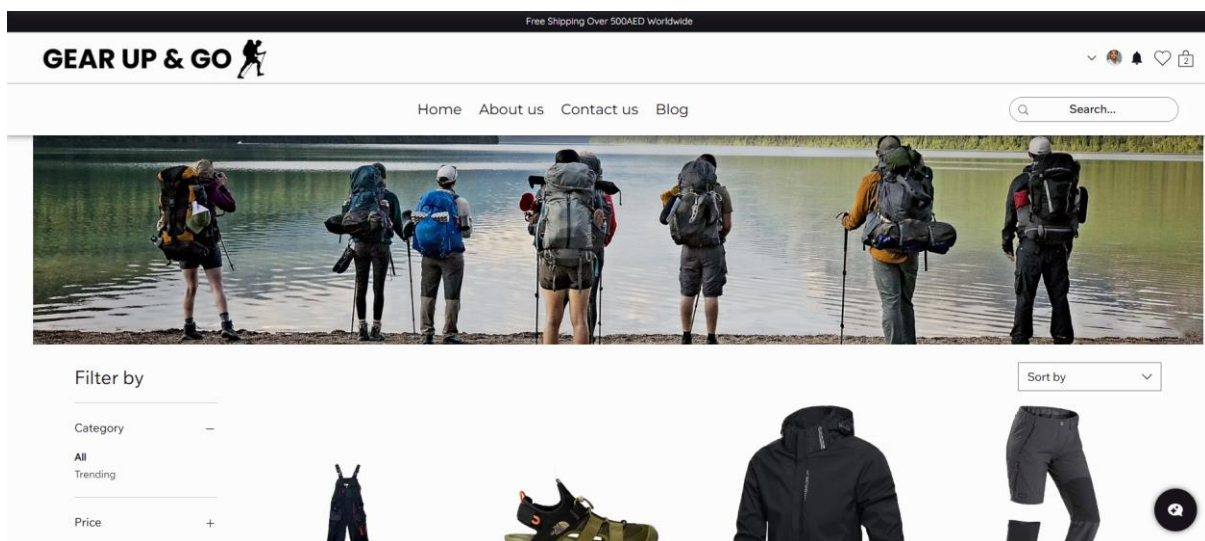 Free Shipping Over 500AED Worldwide
GEAR UP & GO
2
Home About us Contact us Blog
Search...
Filter by
Sort by
Category
All
Trending
Price